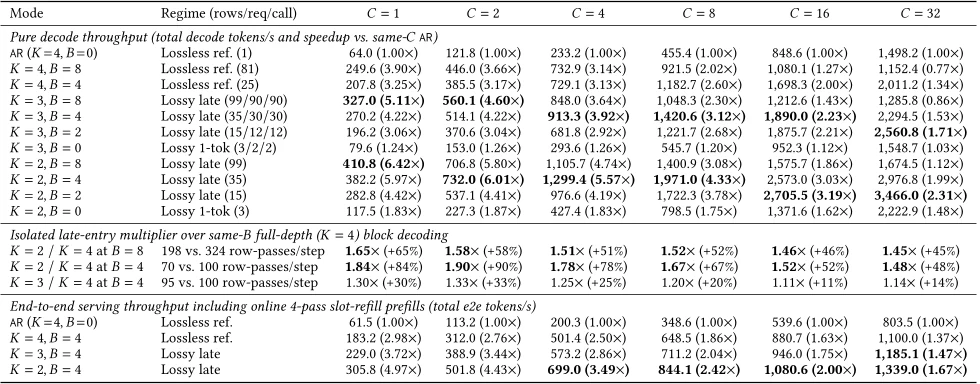 Mode Regime (rows/req/call) C = 1 C = 2 C = 4 C = 8 C = 16 C = 32
Pure decode throughput (total decode tokens/s and speedup vs. same-C AR)
AR (K=4, B=0) Lossless ref. (1) 64.0 (1.00×) 121.8 (1.00×) 233.2 (1.00×) 455.4 (1.00×) 848.6 (1.00×) 1,498.2 (1.00×)
K = 4, B = 8 Lossless ref. (81) 249.6 (3.90×) 446.0 (3.66×) 732.9 (3.14×) 921.5 (2.02×) 1,080.1 (1.27×) 1,152.4 (0.77×)
K = 4, B = 4 Lossless ref. (25) 207.8 (3.25×) 385.5 (3.17×) 729.1 (3.13×) 1,182.7 (2.60×) 1,698.3 (2.00×) 2,011.2 (1.34×)
K = 3, B = 8 Lossy late (99/90/90) 327.0 (5.11×) 560.1 (4.60×) 848.0 (3.64×) 1,048.3 (2.30×) 1,212.6 (1.43×) 1,285.8 (0.86×)
K = 3, B = 4 Lossy late (35/30/30) 270.2 (4.22×) 514.1 (4.22×) 913.3 (3.92×) 1,420.6 (3.12×) 1,890.0 (2.23×) 2,294.5 (1.53×)
K = 3, B = 2 Lossy late (15/12/12) 196.2 (3.06×) 370.6 (3.04×) 681.8 (2.92×) 1,221.7 (2.68×) 1,875.7 (2.21×) 2,560.8 (1.71×)
K = 3, B = 0 Lossy 1-tok (3/2/2) 79.6 (1.24×) 153.0 (1.26×) 293.6 (1.26×) 545.7 (1.20×) 952.3 (1.12×) 1,548.7 (1.03×)
K = 2, B = 8 Lossy late (99) 410.8 (6.42×) 706.8 (5.80×) 1,105.7 (4.74×) 1,400.9 (3.08×) 1,575.7 (1.86×) 1,674.5 (1.12×)
K = 2, B = 4 Lossy late (35) 382.2 (5.97×) 732.0 (6.01×) 1,299.4 (5.57×) 1,971.0 (4.33×) 2,573.0 (3.03×) 2,976.8 (1.99×)
K = 2, B = 2 Lossy late (15) 282.8 (4.42×) 537.1 (4.41×) 976.6 (4.19×) 1,722.3 (3.78×) 2,705.5 (3.19×) 3,466.0 (2.31×)
K = 2, B = 0 Lossy 1-tok (3) 117.5 (1.83×) 227.3 (1.87×) 427.4 (1.83×) 798.5 (1.75×) 1,371.6 (1.62×) 2,222.9 (1.48×)
Isolated late-entry multiplier over same-B full-depth (K = 4) block decoding
K = 2 / K = 4 at B = 8 198 vs. 324 row-passes/step 1.65× (+65%) 1.58× (+58%) 1.51× (+51%) 1.52× (+52%) 1.46× (+46%) 1.45× (+45%)
K = 2 / K = 4 at B = 4 70 vs. 100 row-passes/step 1.84× (+84%) 1.90× (+90%) 1.78× (+78%) 1.67× (+67%) 1.52× (+52%) 1.48× (+48%)
K = 3 / K = 4 at B = 4 95 vs. 100 row-passes/step 1.30× (+30%) 1.33× (+33%) 1.25× (+25%) 1.20× (+20%) 1.11× (+11%) 1.14× (+14%)
End-to-end serving throughput including online 4-pass slot-refill prefills (total e2e tokens/s)
AR (K=4, B=0) Lossless ref. 61.5 (1.00×) 113.2 (1.00×) 200.3 (1.00×) 348.6 (1.00×) 539.6 (1.00×) 803.5 (1.00×)
K = 4, B = 4 Lossless ref. 183.2 (2.98×) 312.0 (2.76×) 501.4 (2.50×) 648.5 (1.86×) 880.7 (1.63×) 1,100.0 (1.37×)
K = 3, B = 4 Lossy late 229.0 (3.72×) 388.9 (3.44×) 573.2 (2.86×) 711.2 (2.04×) 946.0 (1.75×) 1,185.1 (1.47×)
K = 2, B = 4 Lossy late 305.8 (4.97×) 501.8 (4.43×) 699.0 (3.49×) 844.1 (2.42×) 1,080.6 (2.00×) 1,339.0 (1.67×)